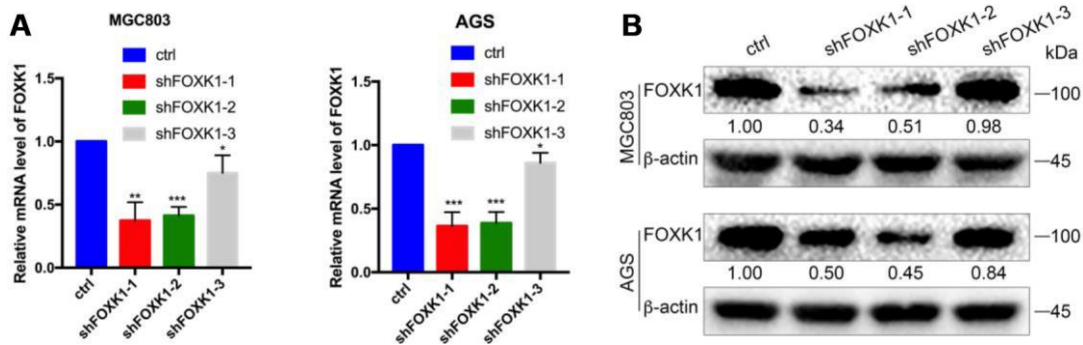 A
MGC803
ctrl
shFOXK1-1
shFOXK1-2
shFOXK1-3
Relative mRNA level of FOXK1
1.5
1.0
0.5
0.0
**
***
*
ctrl
shFOXK1-1
shFOXK1-2
shFOXK1-3
AGS
ctrl
shFOXK1-1
shFOXK1-2
shFOXK1-3
Relative mRNA level of FOXK1
1.5
1.0
0.5
0.0
***
***
*
ctrl
shFOXK1-1
shFOXK1-2
shFOXK1-3
B
ctrl
shFOXK1-1
shFOXK1-2
shFOXK1-3
kDa
MGC803
FOXK1
100
1.00 0.34 0.51 0.98
β-actin
45
AGS
FOXK1
100
1.00 0.50 0.45 0.84
β-actin
45